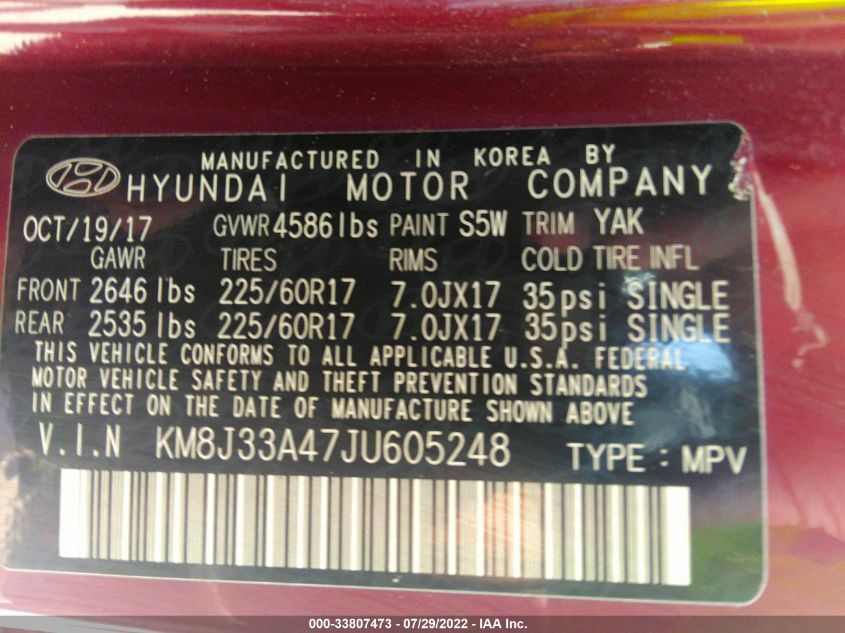 MANUFACTURED IN KOREA BY
HYUNDAI MOTOR COMPANY
OCT/19/17 GVWR 4586 lbs PAINT S5W TRIM YAK
GAWR TIRES RIMS COLD TIRE INFL
FRONT 2646 lbs 225/60R17 7.0JX17 35psi SINGLE
REAR 2535 lbs 225/60R17 7.0JX17 35psi SINGLE
THIS VEHICLE CONFORMS TO ALL APPLICABLE U.S.A. FEDERAL
MOTOR VEHICLE SAFETY AND THEFT PREVENTION STANDARDS
IN EFFECT ON THE DATE OF MANUFACTURE SHOWN ABOVE
V.I.N KM8J33A47JU605248 TYPE : MPV
000-33807473 / 07/29/2022 - IAA Inc.